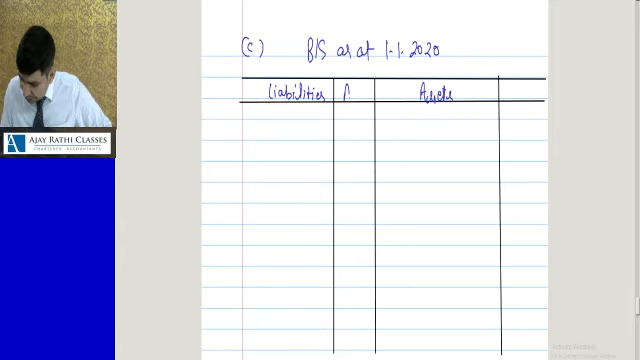 (c) B/S as at 1.1.2020
Liabilities Assets
AJAY RATHI CLASSES
CHARTERED ACCOUNTANTS